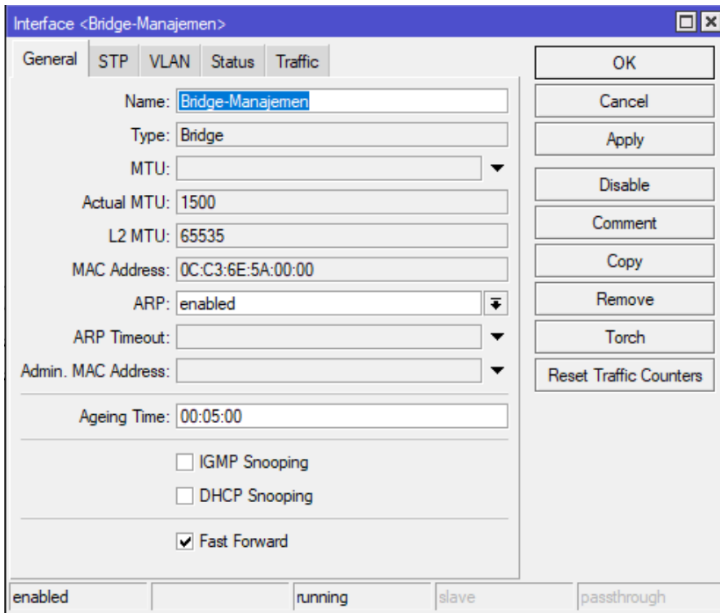 Interface <Bridge-Manajemen>
General STP VLAN Status Traffic
Name: Bridge-Manajemen
Type: Bridge
MTU:
Actual MTU: 1500
L2 MTU: 65535
MAC Address: 0C:C3:6E:5A:00:00
ARP: enabled
ARP Timeout:
Admin. MAC Address:
Ageing Time: 00:05:00
IGMP Snooping
DHCP Snooping
Fast Forward
OK
Cancel
Apply
Disable
Comment
Copy
Remove
Torch
Reset Traffic Counters
enabled running slave passthrough